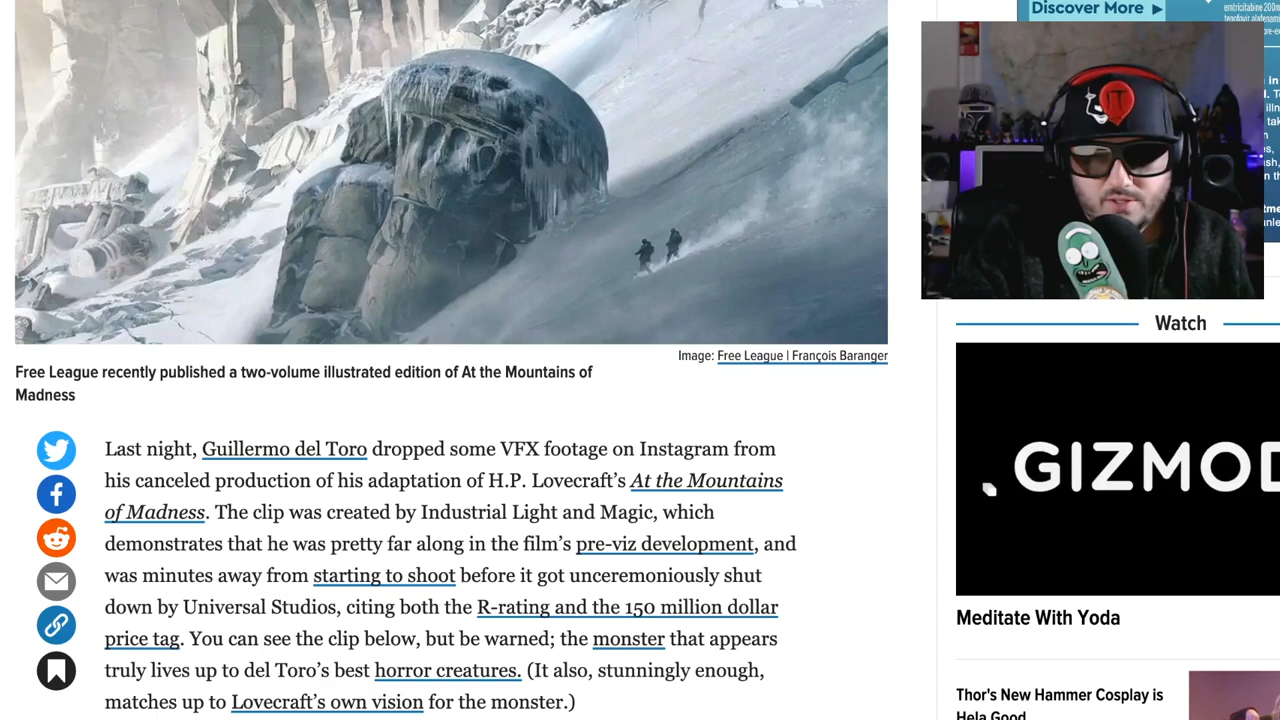 Discover More ▶
emtricitabine 200m
Image: Free League | François Baranger
Free League recently published a two-volume illustrated edition of At the Mountains of
Madness
Last night, Guillermo del Toro dropped some VFX footage on Instagram from
his canceled production of his adaptation of H.P. Lovecraft’s At the Mountains
of Madness. The clip was created by Industrial Light and Magic, which
demonstrates that he was pretty far along in the film’s pre-viz development, and
was minutes away from starting to shoot before it got unceremoniously shut
down by Universal Studios, citing both the R-rating and the 150 million dollar
price tag. You can see the clip below, but be warned; the monster that appears
truly lives up to del Toro’s best horror creatures. (It also, stunningly enough,
matches up to Lovecraft’s own vision for the monster.)
IT
Watch
GIZMOD
Meditate With Yoda
Thor's New Hammer Cosplay is
Hela Good